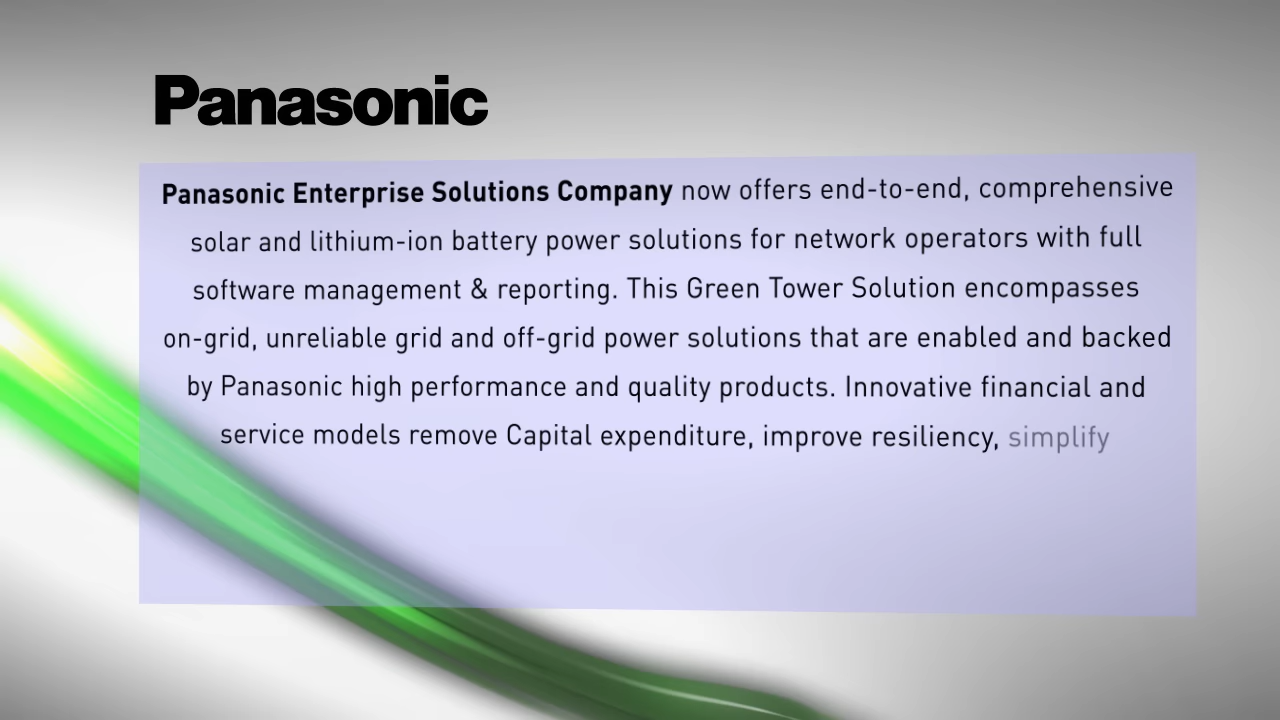 Panasonic
Panasonic Enterprise Solutions Company now offers end-to-end, comprehensive
solar and lithium-ion battery power solutions for network operators with full
software management & reporting. This Green Tower Solution encompasses
on-grid, unreliable grid and off-grid power solutions that are enabled and backed
by Panasonic high performance and quality products. Innovative financial and
service models remove Capital expenditure, improve resiliency, simplify